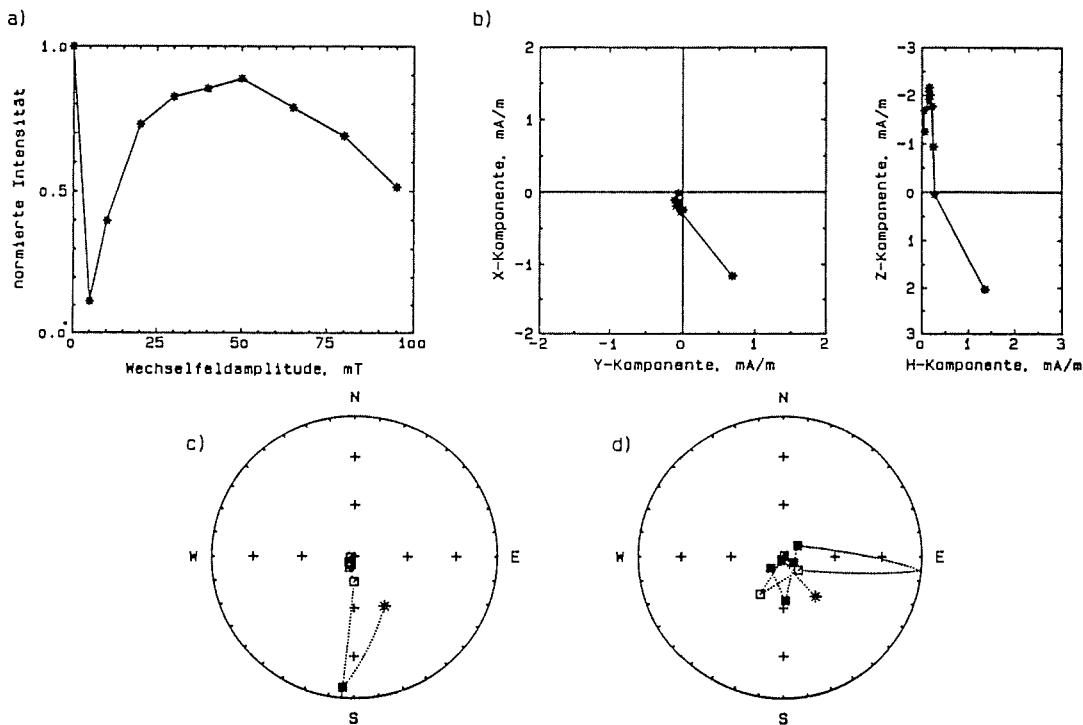 a)
1.0
0.5
0.0
normierte Intensität
0 25 50 75 100
Wechselfeldamplitude, mT
b)
2
1
0
-1
-2
X-Komponente, mA/m
-2 -1 0 1 2
Y-Komponente, mA/m
-3
-2
-1
0
1
2
3
Z-Komponente, mA/m
0 1 2 3
H-Komponente, mA/m
c)
N
W
E
S
d)
N
W
E
S